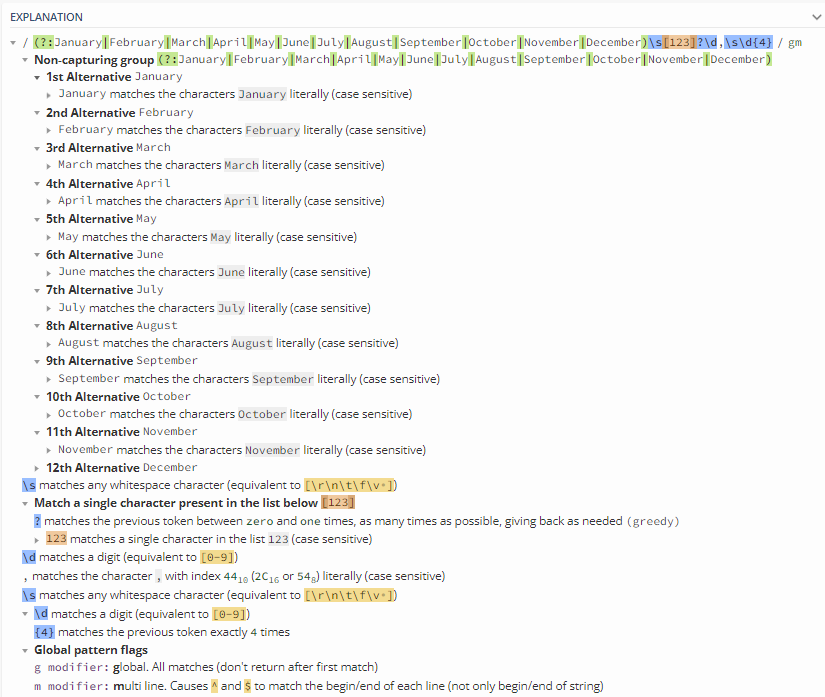 EXPLANATION
/ (?:January|February|March|April|May|June|July|August|September|October|November|December)\s[123]?\d,\s\d{4} / gm
Non-capturing group (?:January|February|March|April|May|June|July|August|September|October|November|December)
1st Alternative January
January matches the characters January literally (case sensitive)
2nd Alternative February
February matches the characters February literally (case sensitive)
3rd Alternative March
March matches the characters March literally (case sensitive)
4th Alternative April
April matches the characters April literally (case sensitive)
5th Alternative May
May matches the characters May literally (case sensitive)
6th Alternative June
June matches the characters June literally (case sensitive)
7th Alternative July
July matches the characters July literally (case sensitive)
8th Alternative August
August matches the characters August literally (case sensitive)
9th Alternative September
September matches the characters September literally (case sensitive)
10th Alternative October
October matches the characters October literally (case sensitive)
11th Alternative November
November matches the characters November literally (case sensitive)
12th Alternative December
\s matches any whitespace character (equivalent to [\r\n\t\f\v ])
Match a single character present in the list below [123]
? matches the previous token between zero and one times, as many times as possible, giving back as needed (greedy)
123 matches a single character in the list 123 (case sensitive)
\d matches a digit (equivalent to [0-9])
, matches the character , with index 44₁₀ (2C₁₆ or 54₈) literally (case sensitive)
\s matches any whitespace character (equivalent to [\r\n\t\f\v ])
\d matches a digit (equivalent to [0-9])
{4} matches the previous token exactly 4 times
Global pattern flags
g modifier: global. All matches (don't return after first match)
m modifier: multi line. Causes ^ and $ to match the begin/end of each line (not only begin/end of string)